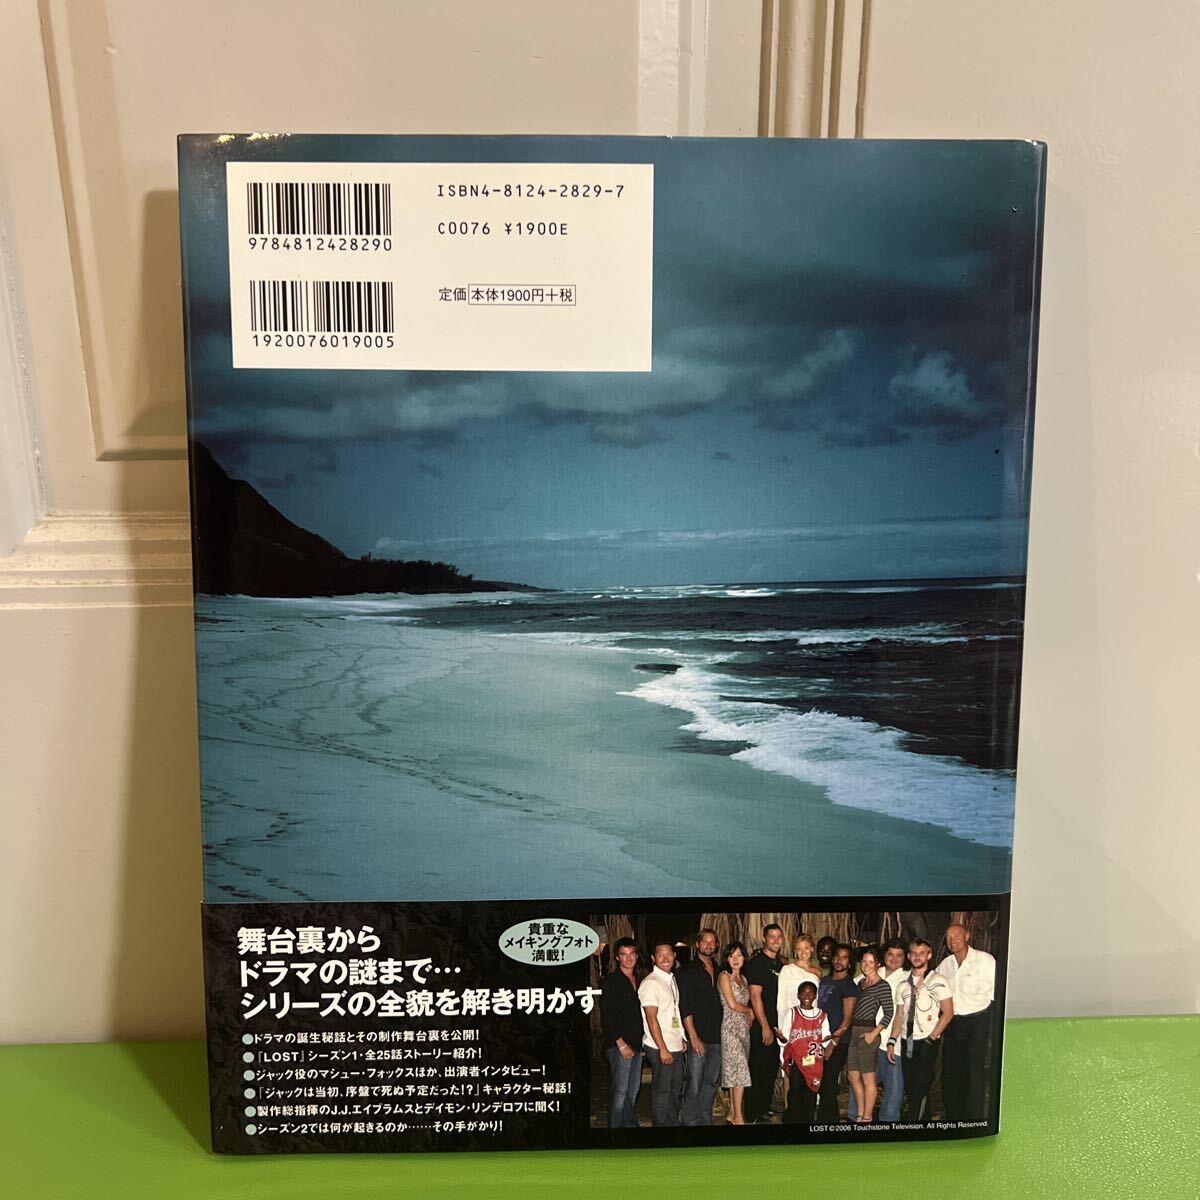 ISBN4-8124-2829-7
C0076 ¥1900E
9784812428290
定価 本体1900円+税
1920076019005
舞台裏から
ドラマの謎まで…
シリーズの全貌を解き明かす
貴重な
メイキングフォト
満載!
●ドラマの誕生秘話とその制作舞台裏を公開!
●『LOST』シーズン1・全25話ストーリー紹介!
●ジャック役のマシュー・フォックスほか、出演者インタビュー!
●「ジャックは当初、序盤で死ぬ予定だった!?」キャラクター秘話!
●製作総指揮のJ.J.エイブラムスとデイモン・リンデロフに聞く!
●シーズン2では何が起きるのか……その手がかり!
23
LOST©2006 Touchstone Television. All Rights Reserved.